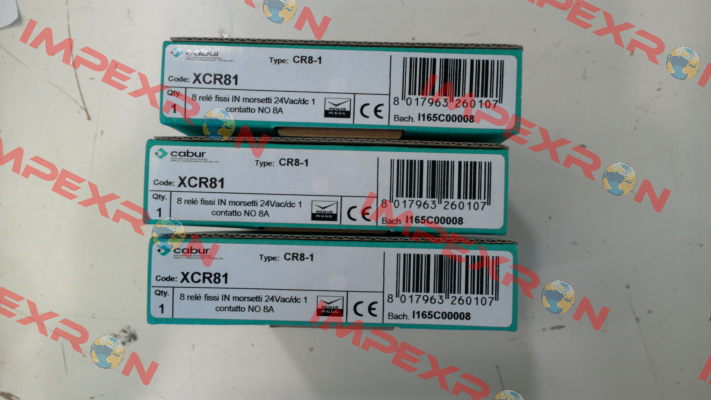 cabur
Type: CR8-1
Code: XCR81
Qty. 1
8 relé fissi IN morsetti 24Vac/dc 1
contatto NO 8A
CE
8 017963 260107
Bach. I165C00008
cabur
Type: CR8-1
Code: XCR81
Qty. 1
8 relé fissi IN morsetti 24Vac/dc 1
contatto NO 8A
CE
8 017963 260107
Bach. I165C00008
cabur
Type: CR8-1
Code: XCR81
Qty. 1
8 relé fissi IN morsetti 24Vac/dc 1
contatto NO 8A
CE
8 017963 260107
Bach. I165C00008
IMPEXRON
IMPEXRON
IMPEXRON
IMPEXRON